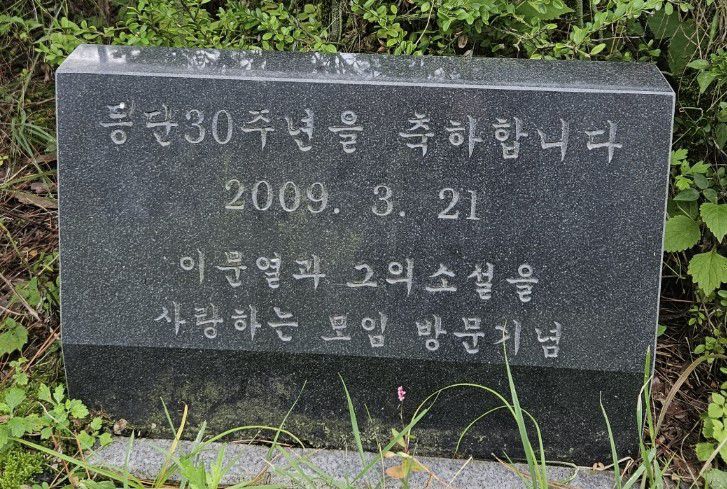 등단30주년을 축하합니다
2009. 3. 21
이문열과 그의소설을
사랑하는 모임 방문기념